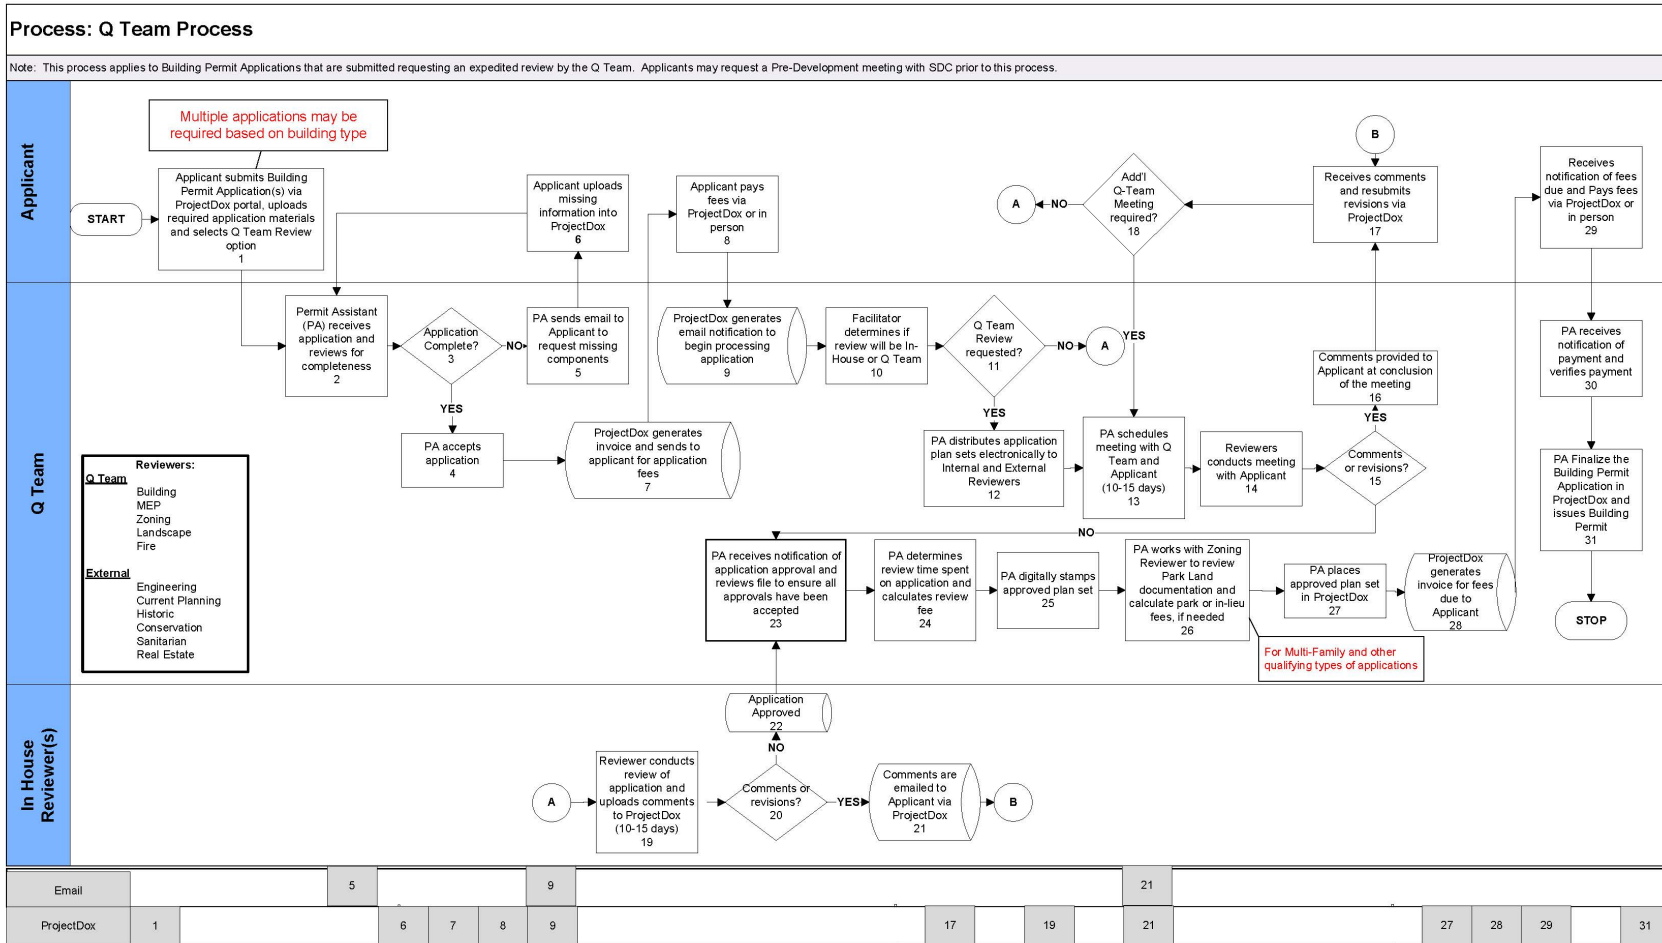 Process: Q Team Process
Note: This process applies to Building Permit Applications that are submitted requesting an expedited review by the Q Team. Applicants may request a Pre-Development meeting with SDC prior to this process.
Applicant
Multiple applications may be
required based on building type
START
Applicant submits Building
Permit Application(s) via
ProjectDox portal, uploads
required application materials
and selects Q Team Review
option
1
Applicant uploads
missing
information into
ProjectDox
6
Applicant pays
fees via
ProjectDox or in
person
8
A
NO
Add'l
Q-Team
Meeting
required?
18
B
Receives comments
and resubmits
revisions via
ProjectDox
17
Receives
notification of fees
due and Pays fees
via ProjectDox or
in person
29
Q Team
Permit Assistant
(PA) receives
application and
reviews for
completeness
2
Application
Complete?
3
NO
YES
PA sends email to
Applicant to
request missing
components
5
PA accepts
application
4
ProjectDox generates
invoice and sends to
applicant for application
fees
7
ProjectDox generates
email notification to
begin processing
application
9
Facilitator
determines if
review will be In-
House or Q Team
10
Q Team
Review
requested?
11
NO
A
YES
YES
PA distributes application
plan sets electronically to
Internal and External
Reviewers
12
PA schedules
meeting with Q
Team and
Applicant
(10-15 days)
13
Reviewers
conducts meeting
with Applicant
14
Comments
or revisions?
15
YES
Comments provided to
Applicant at conclusion
of the meeting
16
NO
PA receives
notification of
payment and
verifies payment
30
PA Finalize the
Building Permit
Application in
ProjectDox and
issues Building
Permit
31
STOP
Reviewers:
Q Team
Building
MEP
Zoning
Landscape
Fire
External
Engineering
Current Planning
Historic
Conservation
Sanitarian
Real Estate
PA receives notification of
application approval and
reviews file to ensure all
approvals have been
accepted
23
PA determines
review time spent
on application and
calculates review
fee
24
PA digitally stamps
approved plan set
25
PA works with Zoning
Reviewer to review
Park Land
documentation and
calculate park or in-lieu
fees, if needed
26
For Multi-Family and other
qualifying types of applications
PA places
approved plan set
in ProjectDox
27
ProjectDox
generates
invoice for fees
due to
Applicant
28
In House
Reviewer(s)
Application
Approved
22
NO
A
Reviewer conducts
review of
application and
uploads comments
to ProjectDox
(10-15 days)
19
Comments or
revisions?
20
YES
Comments are
emailed to
Applicant via
ProjectDox
21
B
Email 5 9 21
ProjectDox 1 6 7 8 9 17 19 21 27 28 29 31